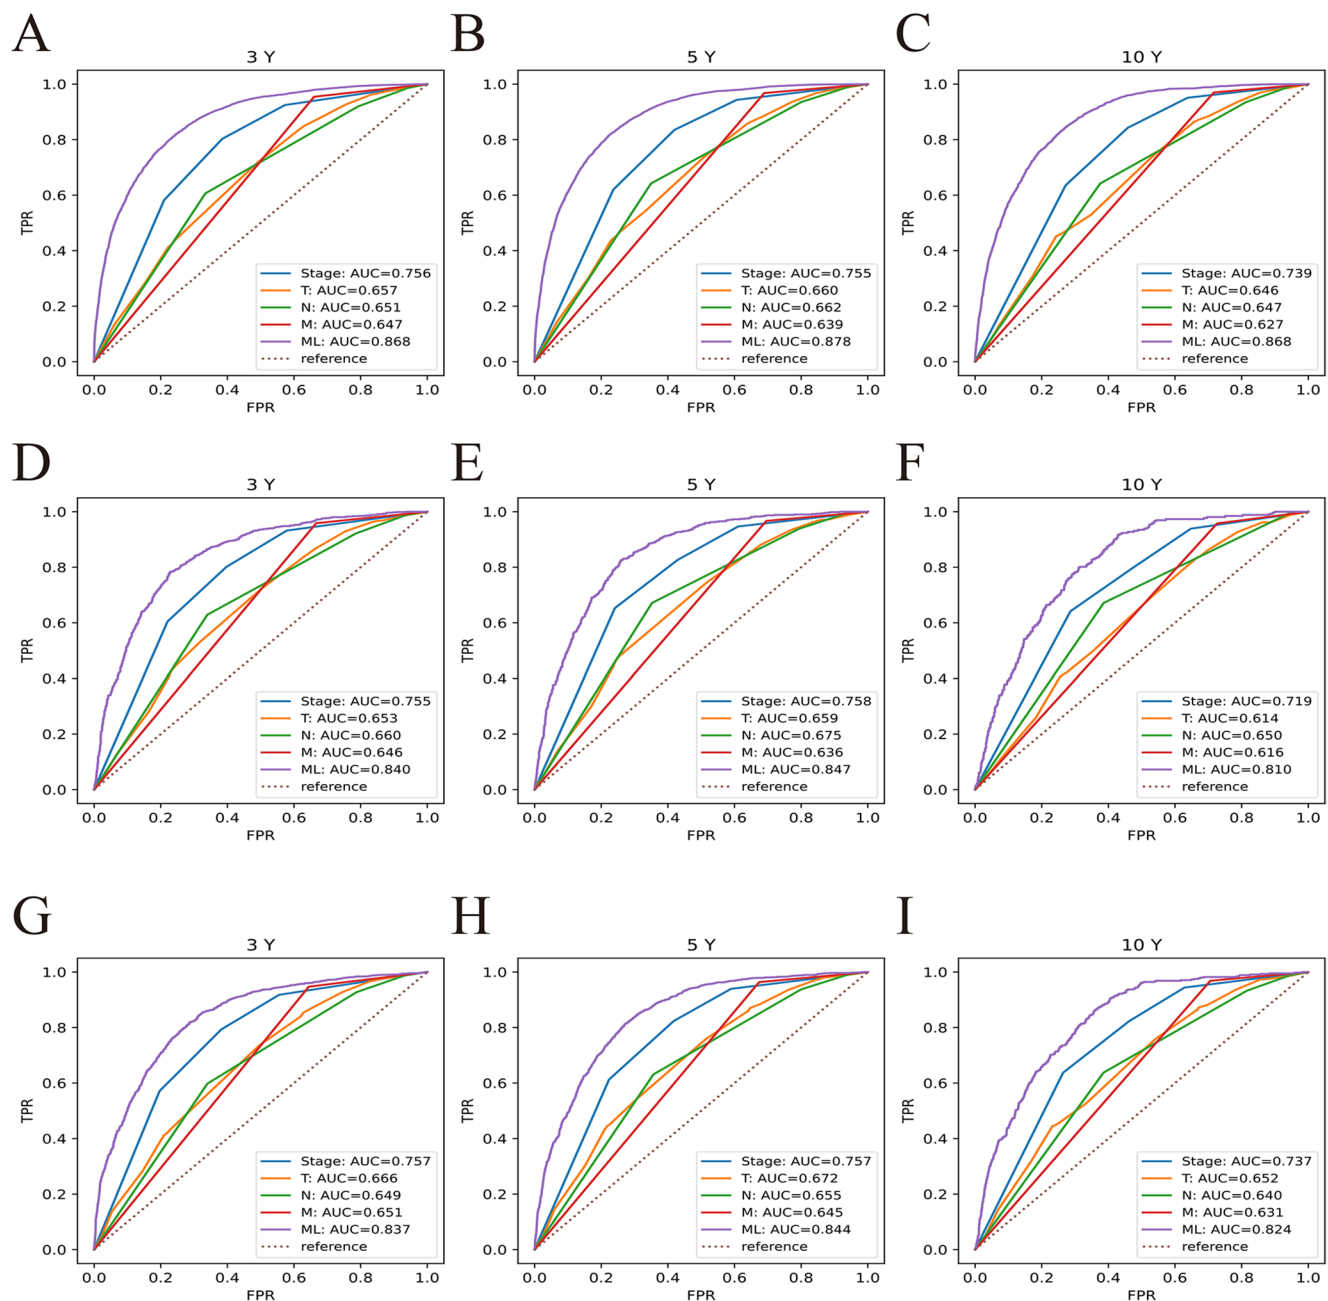 A
3 Y
1.0
0.8
0.6
0.4
0.2
0.0
TPR
Stage: AUC=0.756
T: AUC=0.657
N: AUC=0.651
M: AUC=0.647
ML: AUC=0.868
reference
0.0 0.2 0.4 0.6 0.8 1.0
FPR
B
5 Y
1.0
0.8
0.6
0.4
0.2
0.0
TPR
Stage: AUC=0.755
T: AUC=0.660
N: AUC=0.662
M: AUC=0.639
ML: AUC=0.878
reference
0.0 0.2 0.4 0.6 0.8 1.0
FPR
C
10 Y
1.0
0.8
0.6
0.4
0.2
0.0
TPR
Stage: AUC=0.739
T: AUC=0.646
N: AUC=0.647
M: AUC=0.627
ML: AUC=0.868
reference
0.0 0.2 0.4 0.6 0.8 1.0
FPR
D
3 Y
1.0
0.8
0.6
0.4
0.2
0.0
TPR
Stage: AUC=0.755
T: AUC=0.653
N: AUC=0.660
M: AUC=0.646
ML: AUC=0.840
reference
0.0 0.2 0.4 0.6 0.8 1.0
FPR
E
5 Y
1.0
0.8
0.6
0.4
0.2
0.0
TPR
Stage: AUC=0.758
T: AUC=0.659
N: AUC=0.675
M: AUC=0.636
ML: AUC=0.847
reference
0.0 0.2 0.4 0.6 0.8 1.0
FPR
F
10 Y
1.0
0.8
0.6
0.4
0.2
0.0
TPR
Stage: AUC=0.719
T: AUC=0.614
N: AUC=0.650
M: AUC=0.616
ML: AUC=0.810
reference
0.0 0.2 0.4 0.6 0.8 1.0
FPR
G
3 Y
1.0
0.8
0.6
0.4
0.2
0.0
TPR
Stage: AUC=0.757
T: AUC=0.666
N: AUC=0.649
M: AUC=0.651
ML: AUC=0.837
reference
0.0 0.2 0.4 0.6 0.8 1.0
FPR
H
5 Y
1.0
0.8
0.6
0.4
0.2
0.0
TPR
Stage: AUC=0.757
T: AUC=0.672
N: AUC=0.655
M: AUC=0.645
ML: AUC=0.844
reference
0.0 0.2 0.4 0.6 0.8 1.0
FPR
I
10 Y
1.0
0.8
0.6
0.4
0.2
0.0
TPR
Stage: AUC=0.737
T: AUC=0.652
N: AUC=0.640
M: AUC=0.631
ML: AUC=0.824
reference
0.0 0.2 0.4 0.6 0.8 1.0
FPR